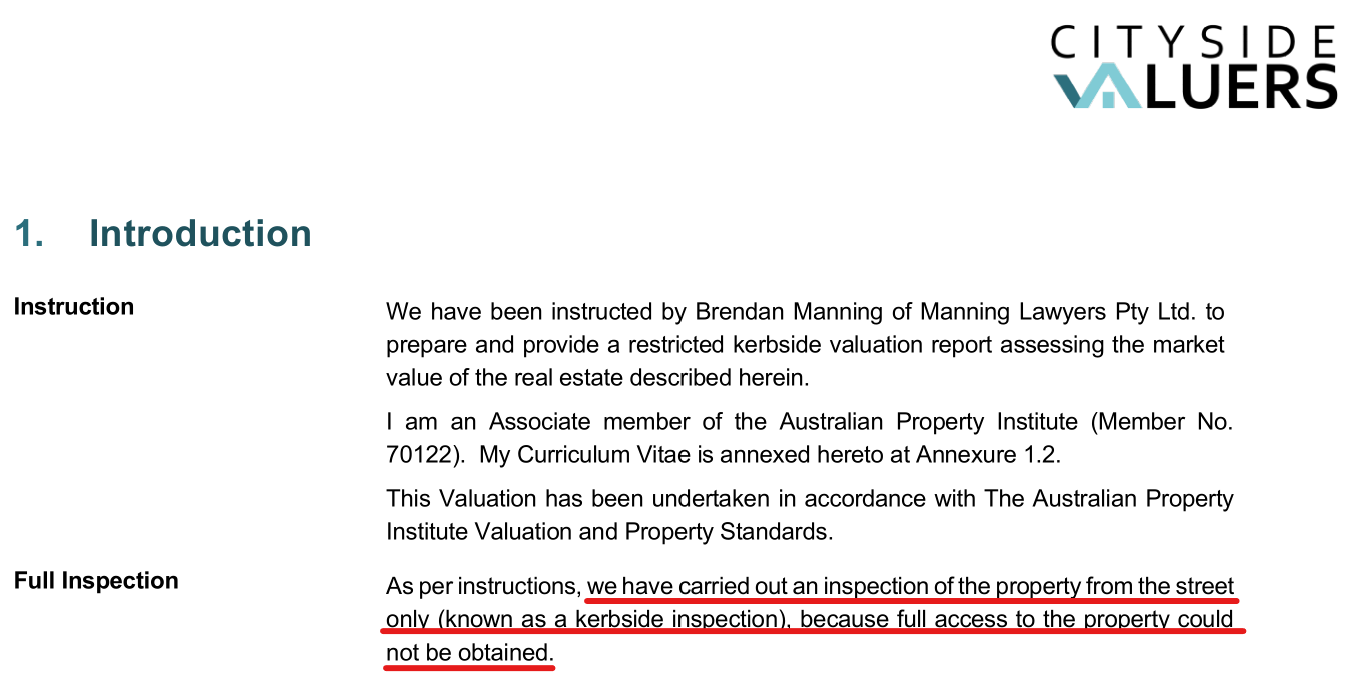 CITYSIDE
VALUERS
1. Introduction
Instruction
We have been instructed by Brendan Manning of Manning Lawyers Pty Ltd. to
prepare and provide a restricted kerbside valuation report assessing the market
value of the real estate described herein.
I am an Associate member of the Australian Property Institute (Member No.
70122). My Curriculum Vitae is annexed hereto at Annexure 1.2.
This Valuation has been undertaken in accordance with The Australian Property
Institute Valuation and Property Standards.
Full Inspection
As per instructions, we have carried out an inspection of the property from the street
only (known as a kerbside inspection), because full access to the property could
not be obtained.